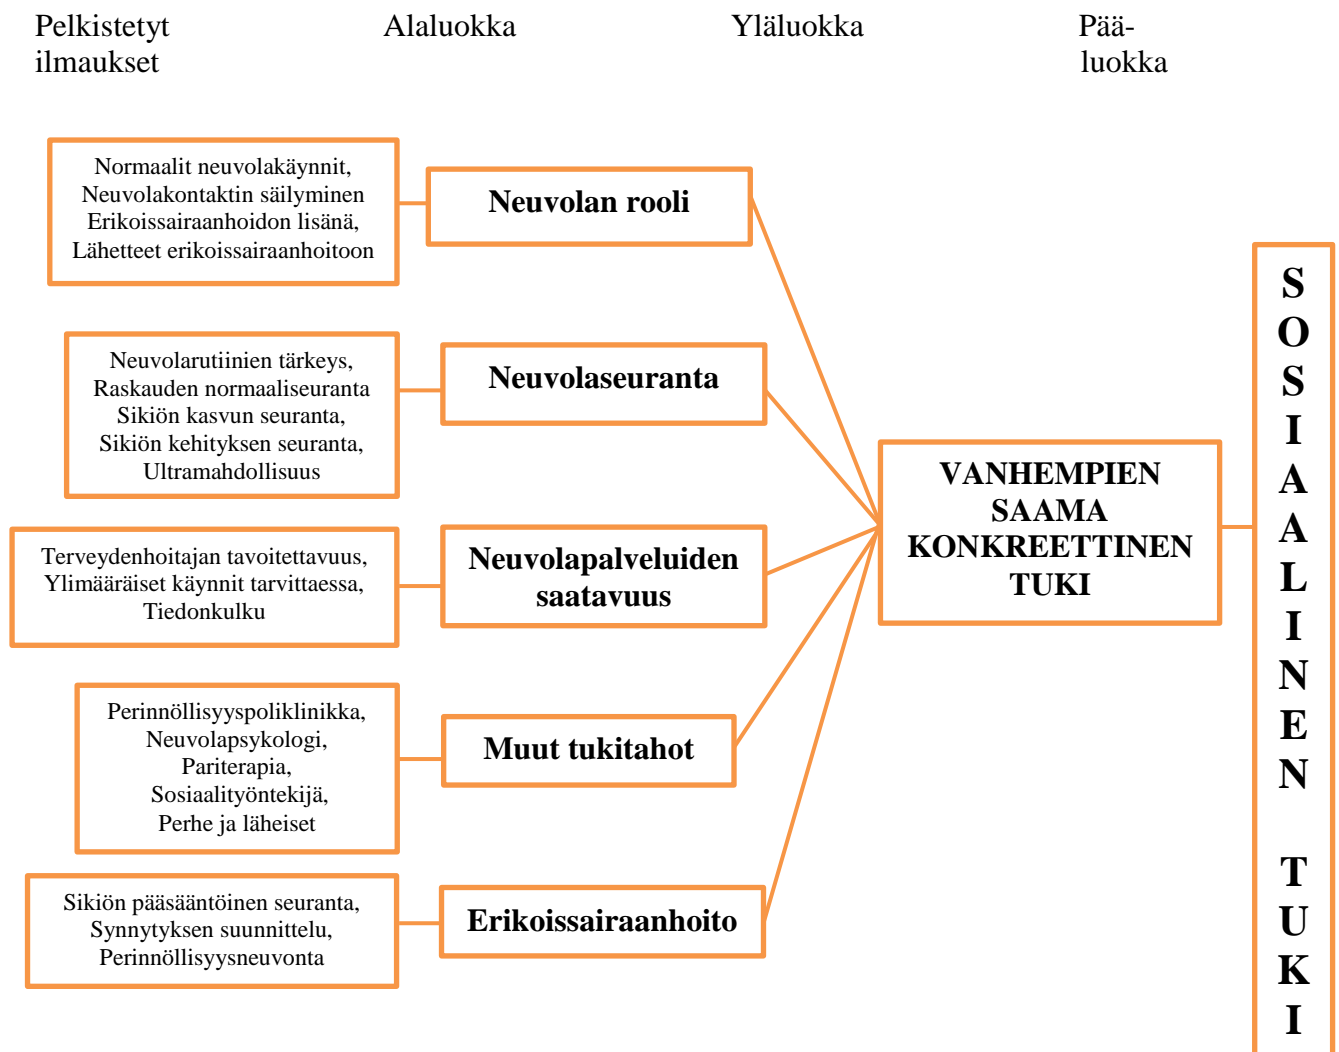 Pelkistetyt
ilmaukset
Alaluokka
Yläluokka
Pää-
luokka
Normaalit neuvolakäynnit,
Neuvolakontaktin säilyminen
Erikoissairaanhoidon lisänä,
Lähetteet erikoissairaanhoitoon
Neuvolan rooli
Neuvolarutiinien tärkeys,
Raskauden normaaliseuranta
Sikiön kasvun seuranta,
Sikiön kehityksen seuranta,
Ultramahdollisuus
Neuvolaseuranta
Terveydenhoitajan tavoitettavuus,
Ylimääräiset käynnit tarvittaessa,
Tiedonkulku
Neuvolapalveluiden
saatavuus
Perinnöllisyyspoliklinikka,
Neuvolapsykologi,
Pariterapia,
Sosiaalityöntekijä,
Perhe ja läheiset
Muut tukitahot
Sikiön pääsääntöinen seuranta,
Synnytyksen suunnittelu,
Perinnöllisyysneuvonta
Erikoissairaanhoito
VANHEMPIEN
SAAMA
KONKREETTINEN
TUKI
S
O
S
I
A
A
L
I
N
E
N
T
U
K
I